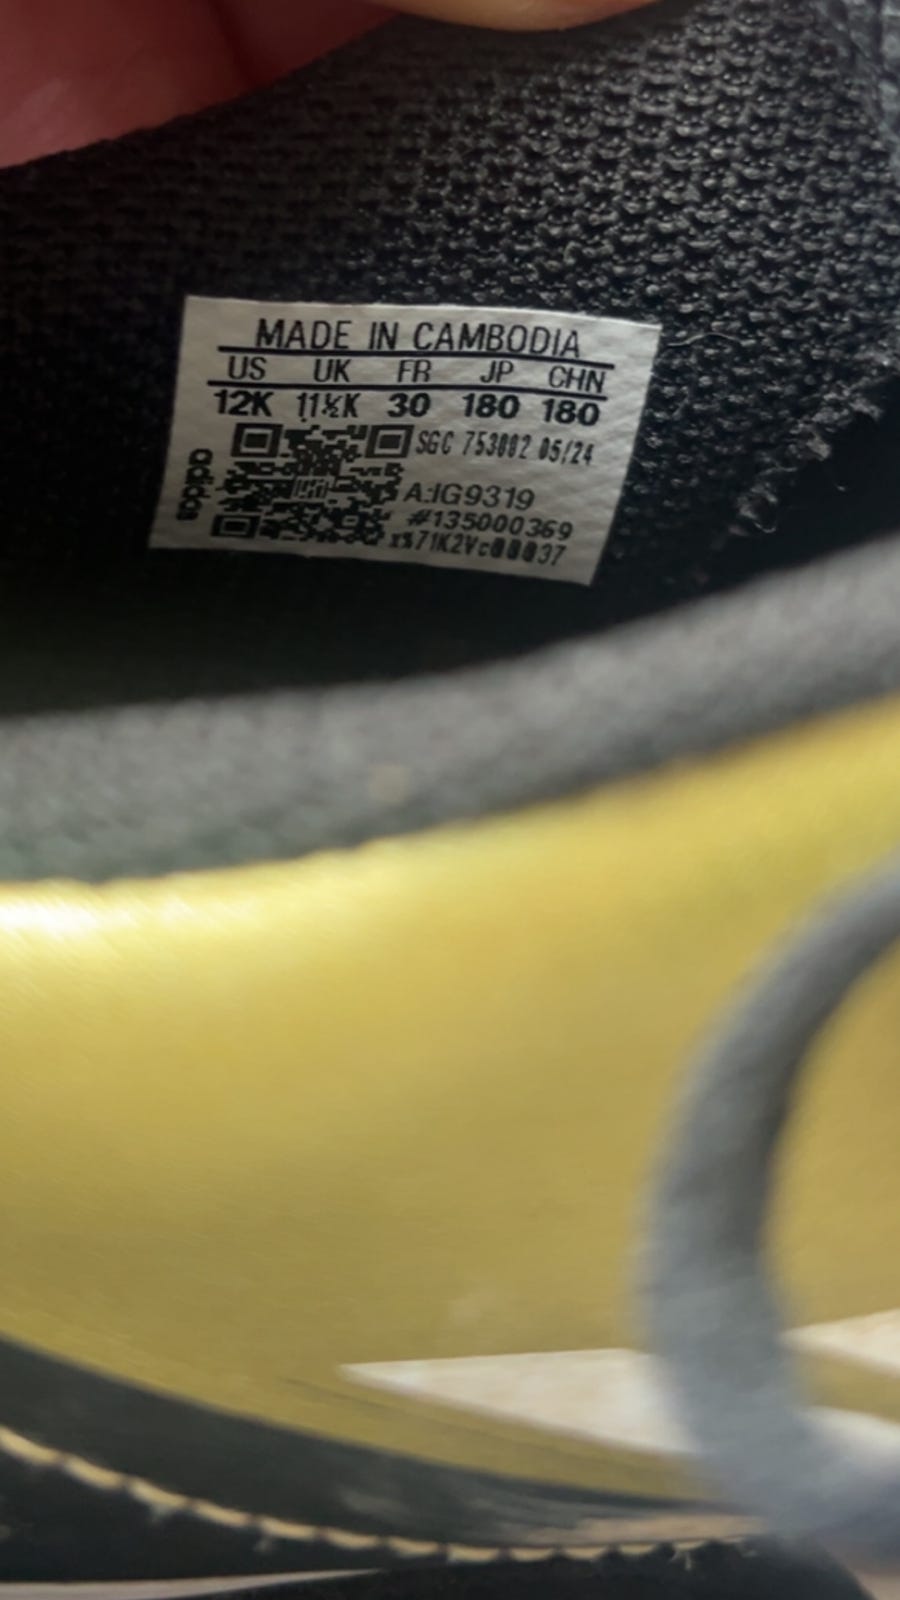 MADE IN CAMBODIA
US UK FR JP CHN
12K 11½K 30 180 180
SGC 753002 05/24
adidas
A:IG9319
#135000369